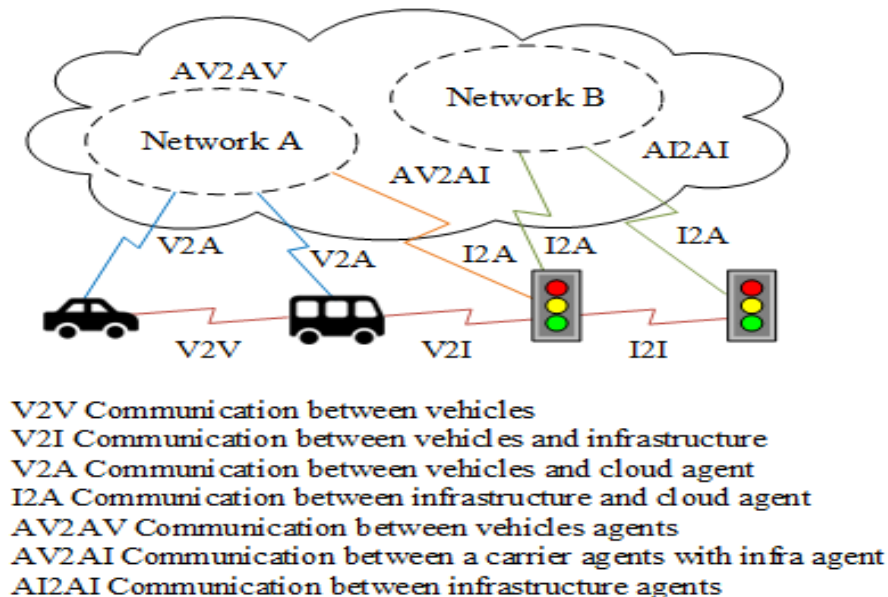 AV2AV
Network B
Network A
AI2AI
AV2AI
V2A
V2A
I2A
I2A
I2A
V2V
V2I
I2I
V2V Communication between vehicles
V2I Communication between vehicles and infrastructure
V2A Communication between vehicles and cloud agent
I2A Communication between infrastructure and cloud agent
AV2AV Communication between vehicles agents
AV2AI Communication between a carrier agents with infra agent
AI2AI Communication between infrastructure agents